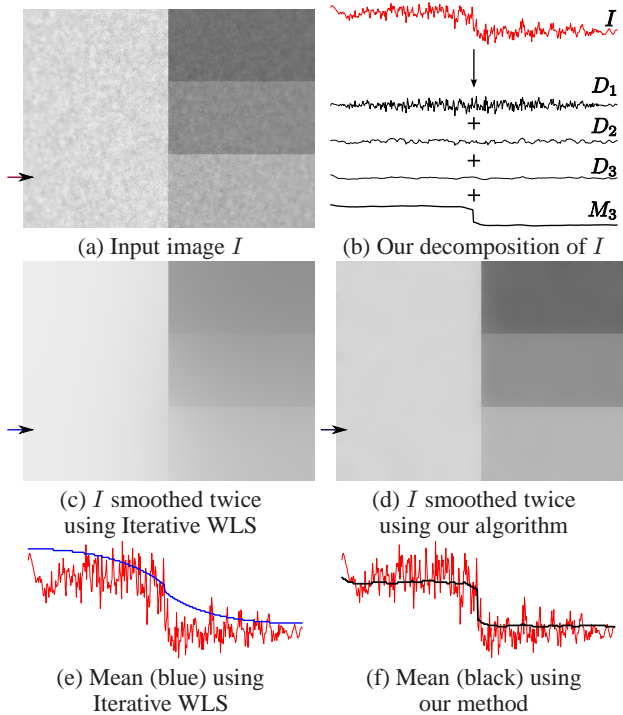 I
D₁
+
D₂
+
D₃
+
M₃
(a) Input image I
(b) Our decomposition of I
(c) I smoothed twice
using Iterative WLS
(d) I smoothed twice
using our algorithm
(e) Mean (blue) using
Iterative WLS
(f) Mean (black) using
our method